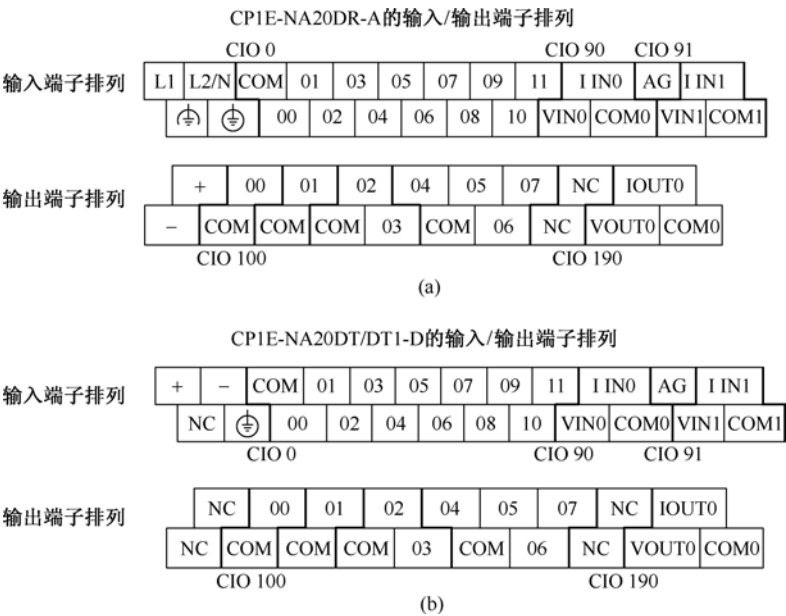 CP1E-NA20DR-A的输入/输出端子排列
CIO 0 CIO 90 CIO 91
输入端子排列 L1 L2/N COM 01 03 05 07 09 11 I IN0 AG I IN1
00 02 04 06 08 10 VIN0 COM0 VIN1 COM1
+ 00 01 02 04 05 07 NC IOUT0
输出端子排列
− COM COM COM 03 COM 06 NC VOUT0 COM0
CIO 100 CIO 190
(a)
CP1E-NA20DT/DT1-D的输入/输出端子排列
+ − COM 01 03 05 07 09 11 I IN0 AG I IN1
输入端子排列
NC 00 02 04 06 08 10 VIN0 COM0 VIN1 COM1
CIO 0 CIO 90 CIO 91
NC 00 01 02 04 05 07 NC IOUT0
输出端子排列
NC COM COM COM 03 COM 06 NC VOUT0 COM0
CIO 100 CIO 190
(b)